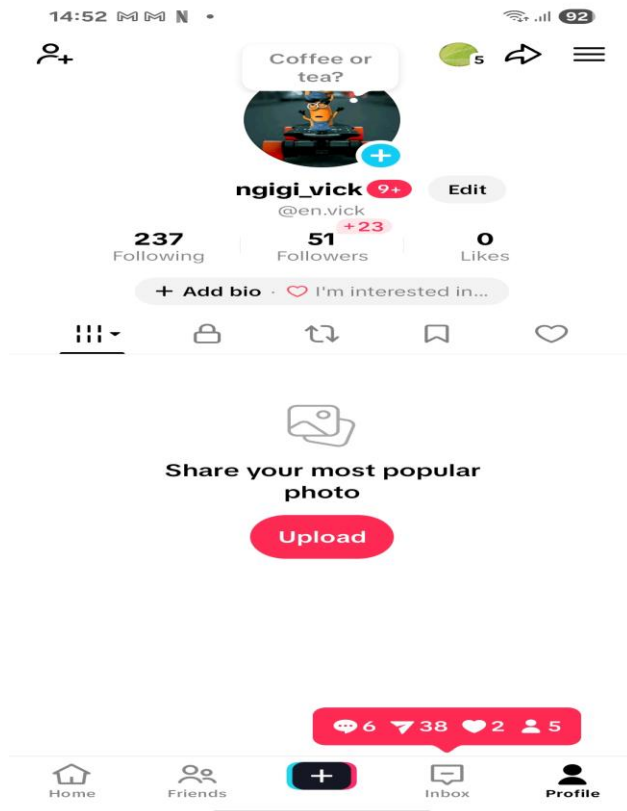 14:52
92
Coffee or
tea?
5
ngigi_vick 9+ Edit
@en.vick
237 51 +23 0
Following Followers Likes
+ Add bio · I'm interested in...
Share your most popular
photo
Upload
6 38 2 5
Home Friends Inbox Profile